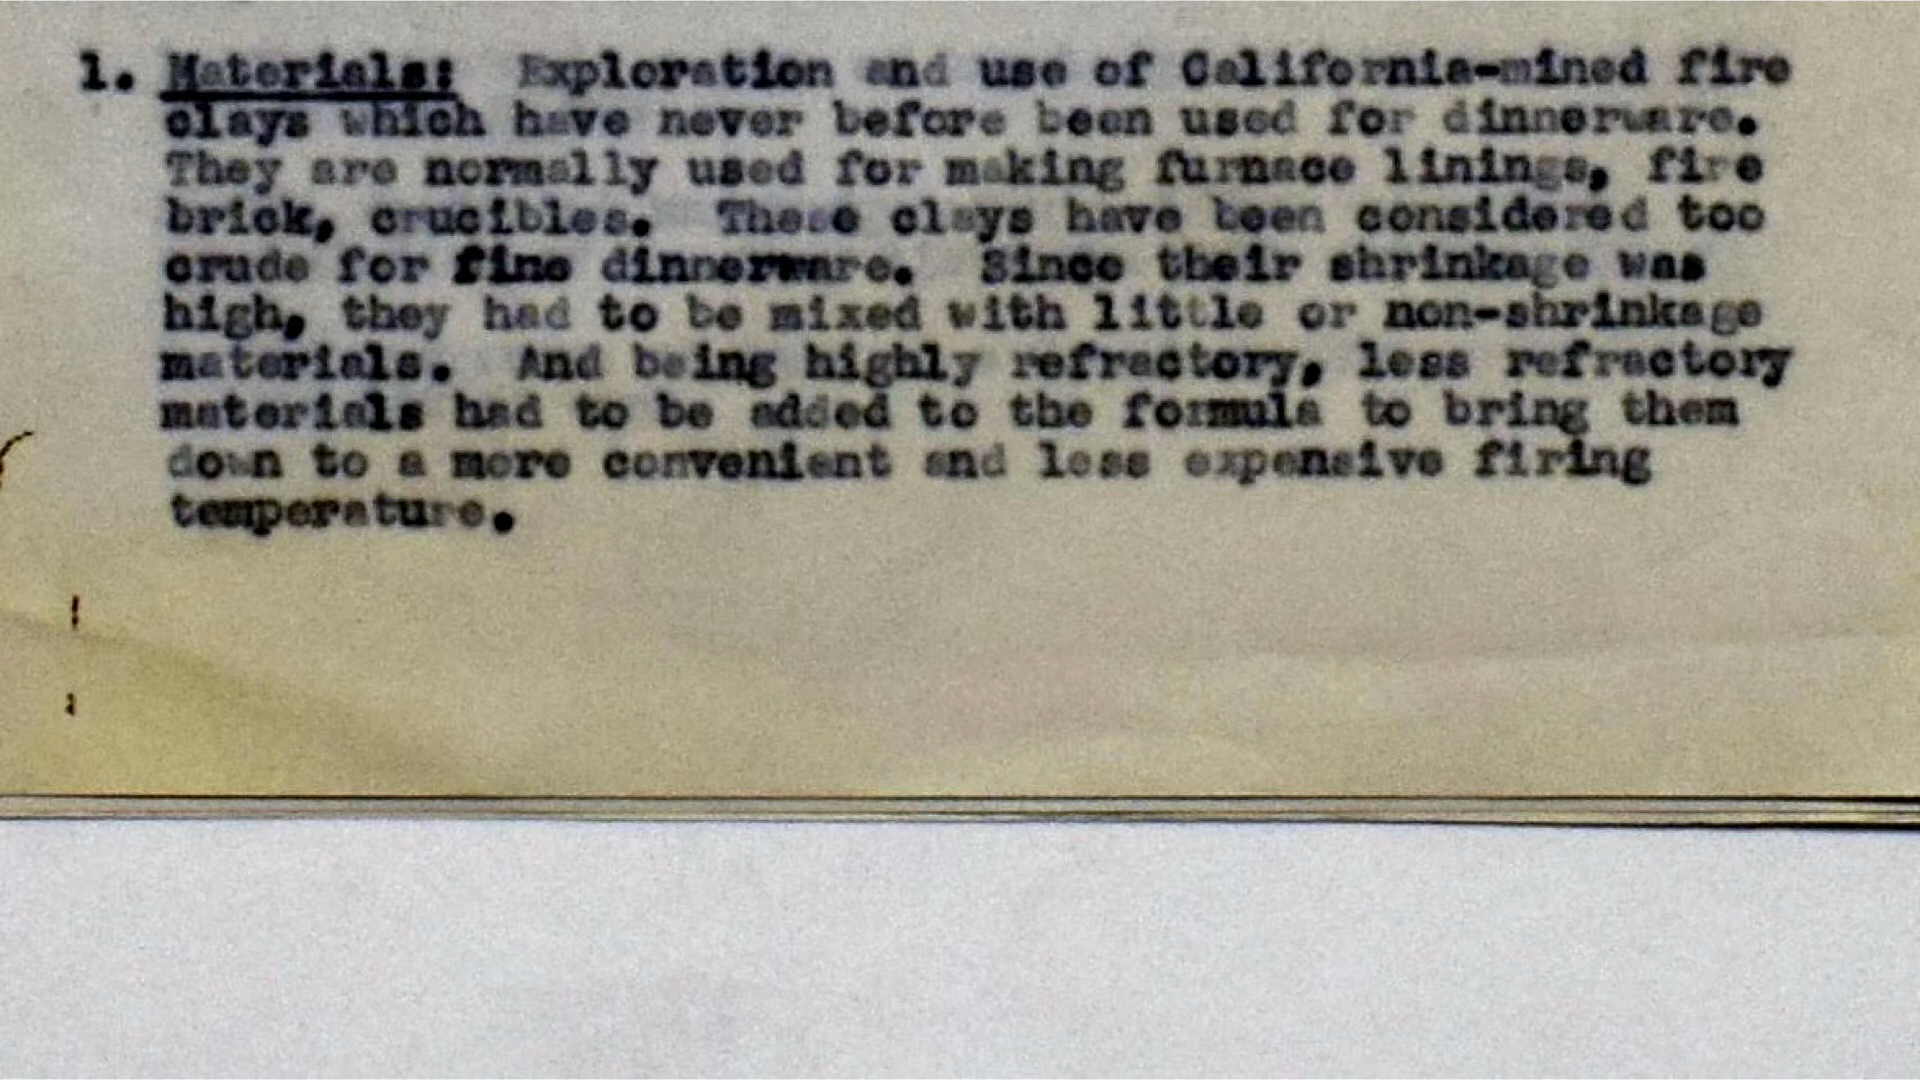 1. Materials: Exploration and use of California-mined fire
clays which have never before been used for dinnerware.
They are normally used for making furnace linings, fire
brick, crucibles. These clays have been considered too
crude for fine dinnerware. Since their shrinkage was
high, they had to be mixed with little or non-shrinkage
materials. And being highly refractory, less refractory
materials had to be added to the formula to bring them
down to a more convenient and less expensive firing
temperature.